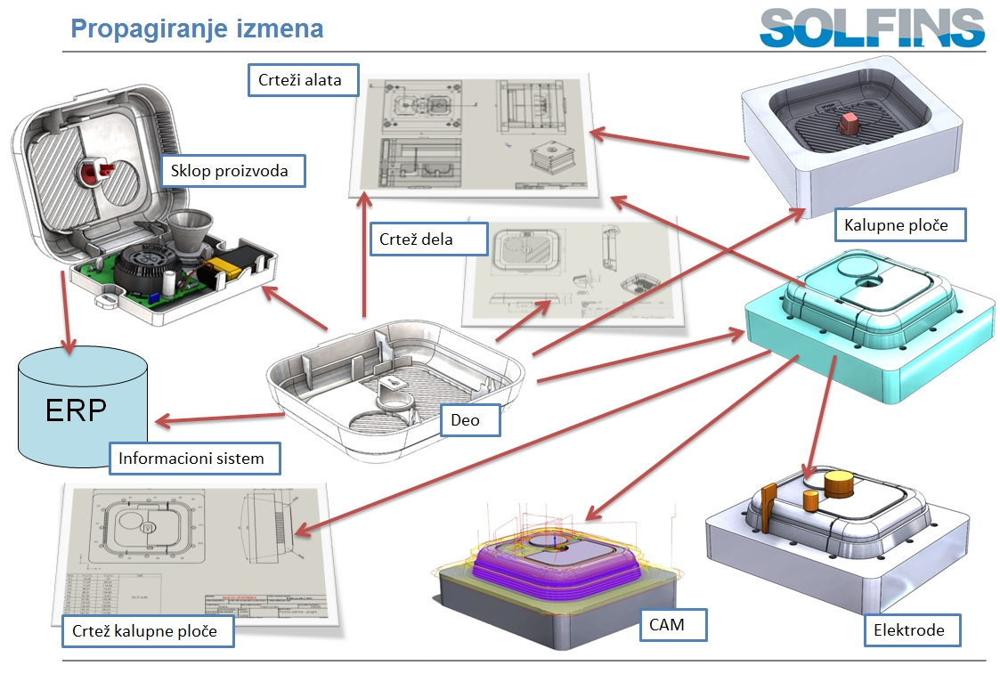 Propagiranje izmena
SOLFINS
Crteži alata
Sklop proizvoda
Crtež dela
Kalupne ploče
ERP
Deo
Informacioni sistem
Crtež kalupne ploče
CAM
Elektrode